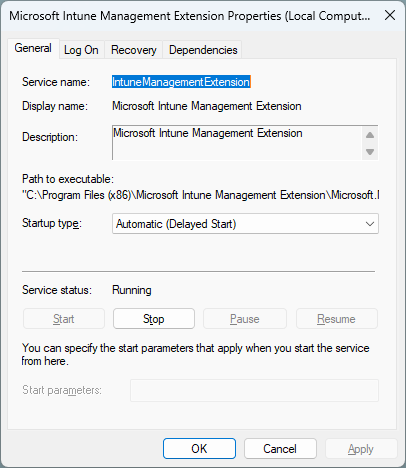 Microsoft Intune Management Extension Properties (Local Comput...
General Log On Recovery Dependencies
Service name: IntuneManagementExtension
Display name: Microsoft Intune Management Extension
Description: Microsoft Intune Management Extension
Path to executable:
"C:\Program Files (x86)\Microsoft Intune Management Extension\Microsoft.I
Startup type: Automatic (Delayed Start)
Service status: Running
Start Stop Pause Resume
You can specify the start parameters that apply when you start the service
from here.
Start parameters:
OK Cancel Apply